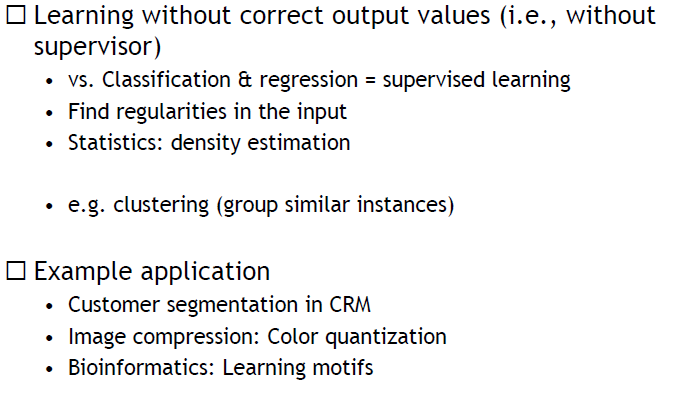 □ Learning without correct output values (i.e., without
supervisor)
• vs. Classification & regression = supervised learning
• Find regularities in the input
• Statistics: density estimation
• e.g. clustering (group similar instances)
□ Example application
• Customer segmentation in CRM
• Image compression: Color quantization
• Bioinformatics: Learning motifs